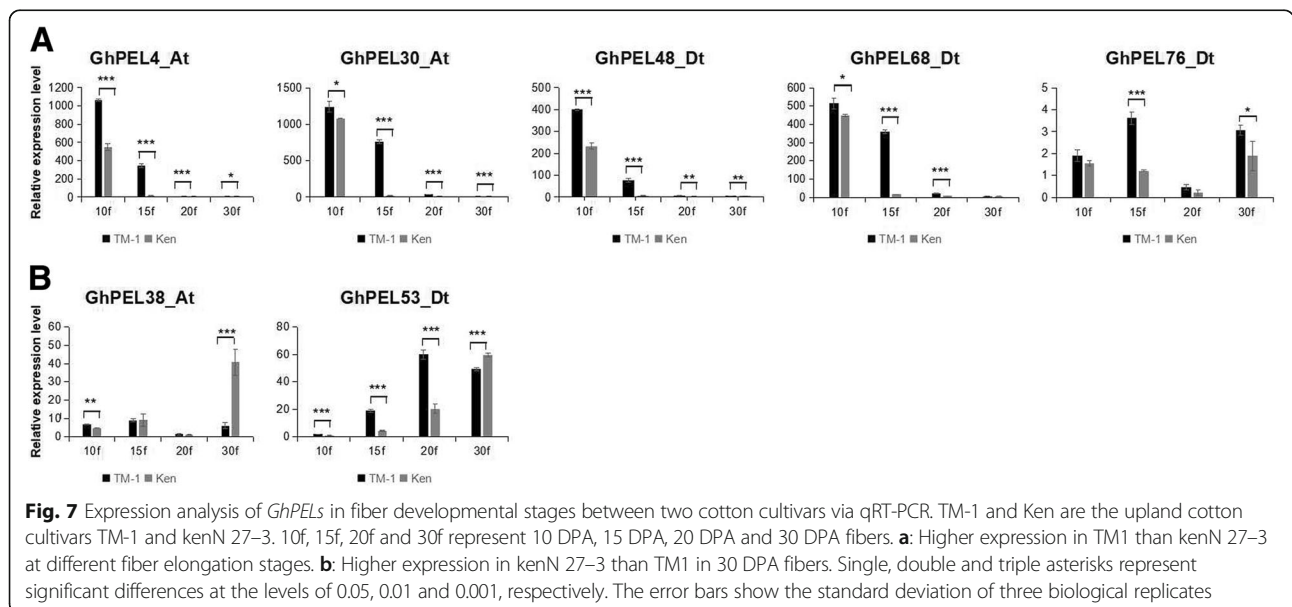 A
GhPEL4_At GhPEL30_At GhPEL48_Dt GhPEL68_Dt GhPEL76_Dt
Relative expression level
1200
1000
800
600
400
200
0
*** *** *** *
10f 15f 20f 30f
TM-1 Ken
1500
1000
500
0
* *** *** ***
10f 15f 20f 30f
TM-1 Ken
500
400
300
200
100
0
*** *** ** **
10f 15f 20f 30f
TM-1 Ken
600
500
400
300
200
100
0
* *** ***
10f 15f 20f 30f
TM-1 Ken
5
4
3
2
1
0
*** *
10f 15f 20f 30f
TM-1 Ken
B
GhPEL38_At GhPEL53_Dt
Relative expression level
60
50
40
30
20
10
0
** ***
10f 15f 20f 30f
TM-1 Ken
80
60
40
20
0
*** *** *** ***
10f 15f 20f 30f
TM-1 Ken
Fig. 7 Expression analysis of GhPELs in fiber developmental stages between two cotton cultivars via qRT-PCR. TM-1 and Ken are the upland cotton
cultivars TM-1 and kenN 27–3. 10f, 15f, 20f and 30f represent 10 DPA, 15 DPA, 20 DPA and 30 DPA fibers. a: Higher expression in TM1 than kenN 27–3
at different fiber elongation stages. b: Higher expression in kenN 27–3 than TM1 in 30 DPA fibers. Single, double and triple asterisks represent
significant differences at the levels of 0.05, 0.01 and 0.001, respectively. The error bars show the standard deviation of three biological replicates